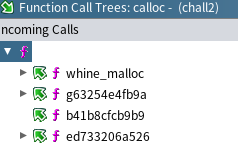 Function Call Trees: calloc - (chall2)
ncoming Calls
f
f whine_malloc
f g63254e4fb9a
f b41b8cfcb9b9
f ed733206a526